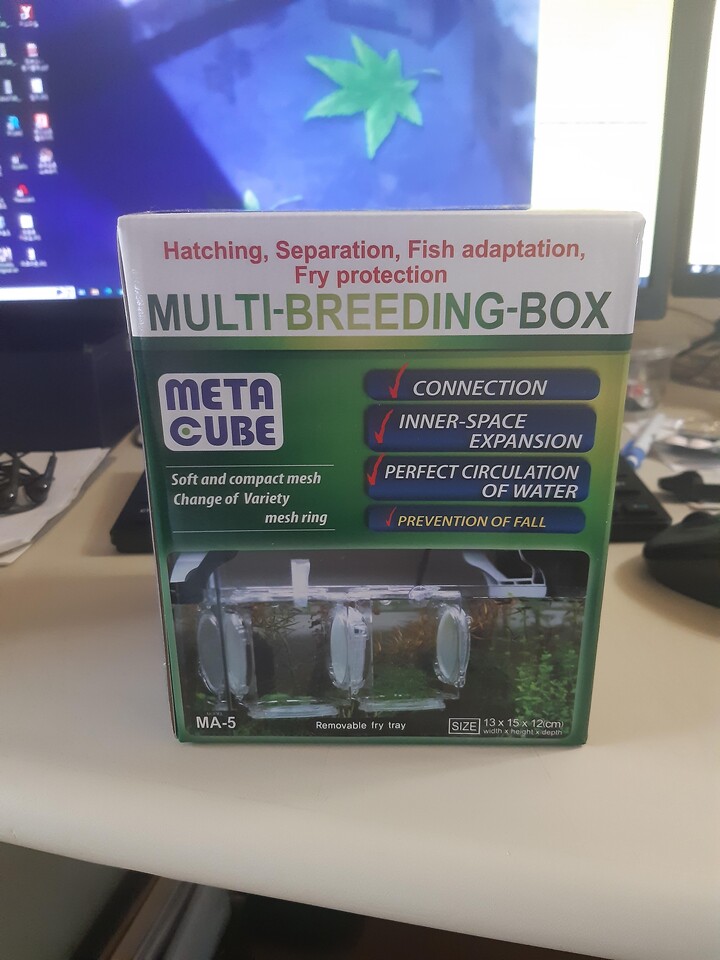 Hatching, Separation, Fish adaptation,
Fry protection
MULTI-BREEDING-BOX
META
CUBE
Soft and compact mesh
Change of Variety
mesh ring
CONNECTION
INNER-SPACE
EXPANSION
PERFECT CIRCULATION
OF WATER
PREVENTION OF FALL
MA-5
Removable fry tray
SIZE 13 x 15 x 12(cm)
width x height x depth